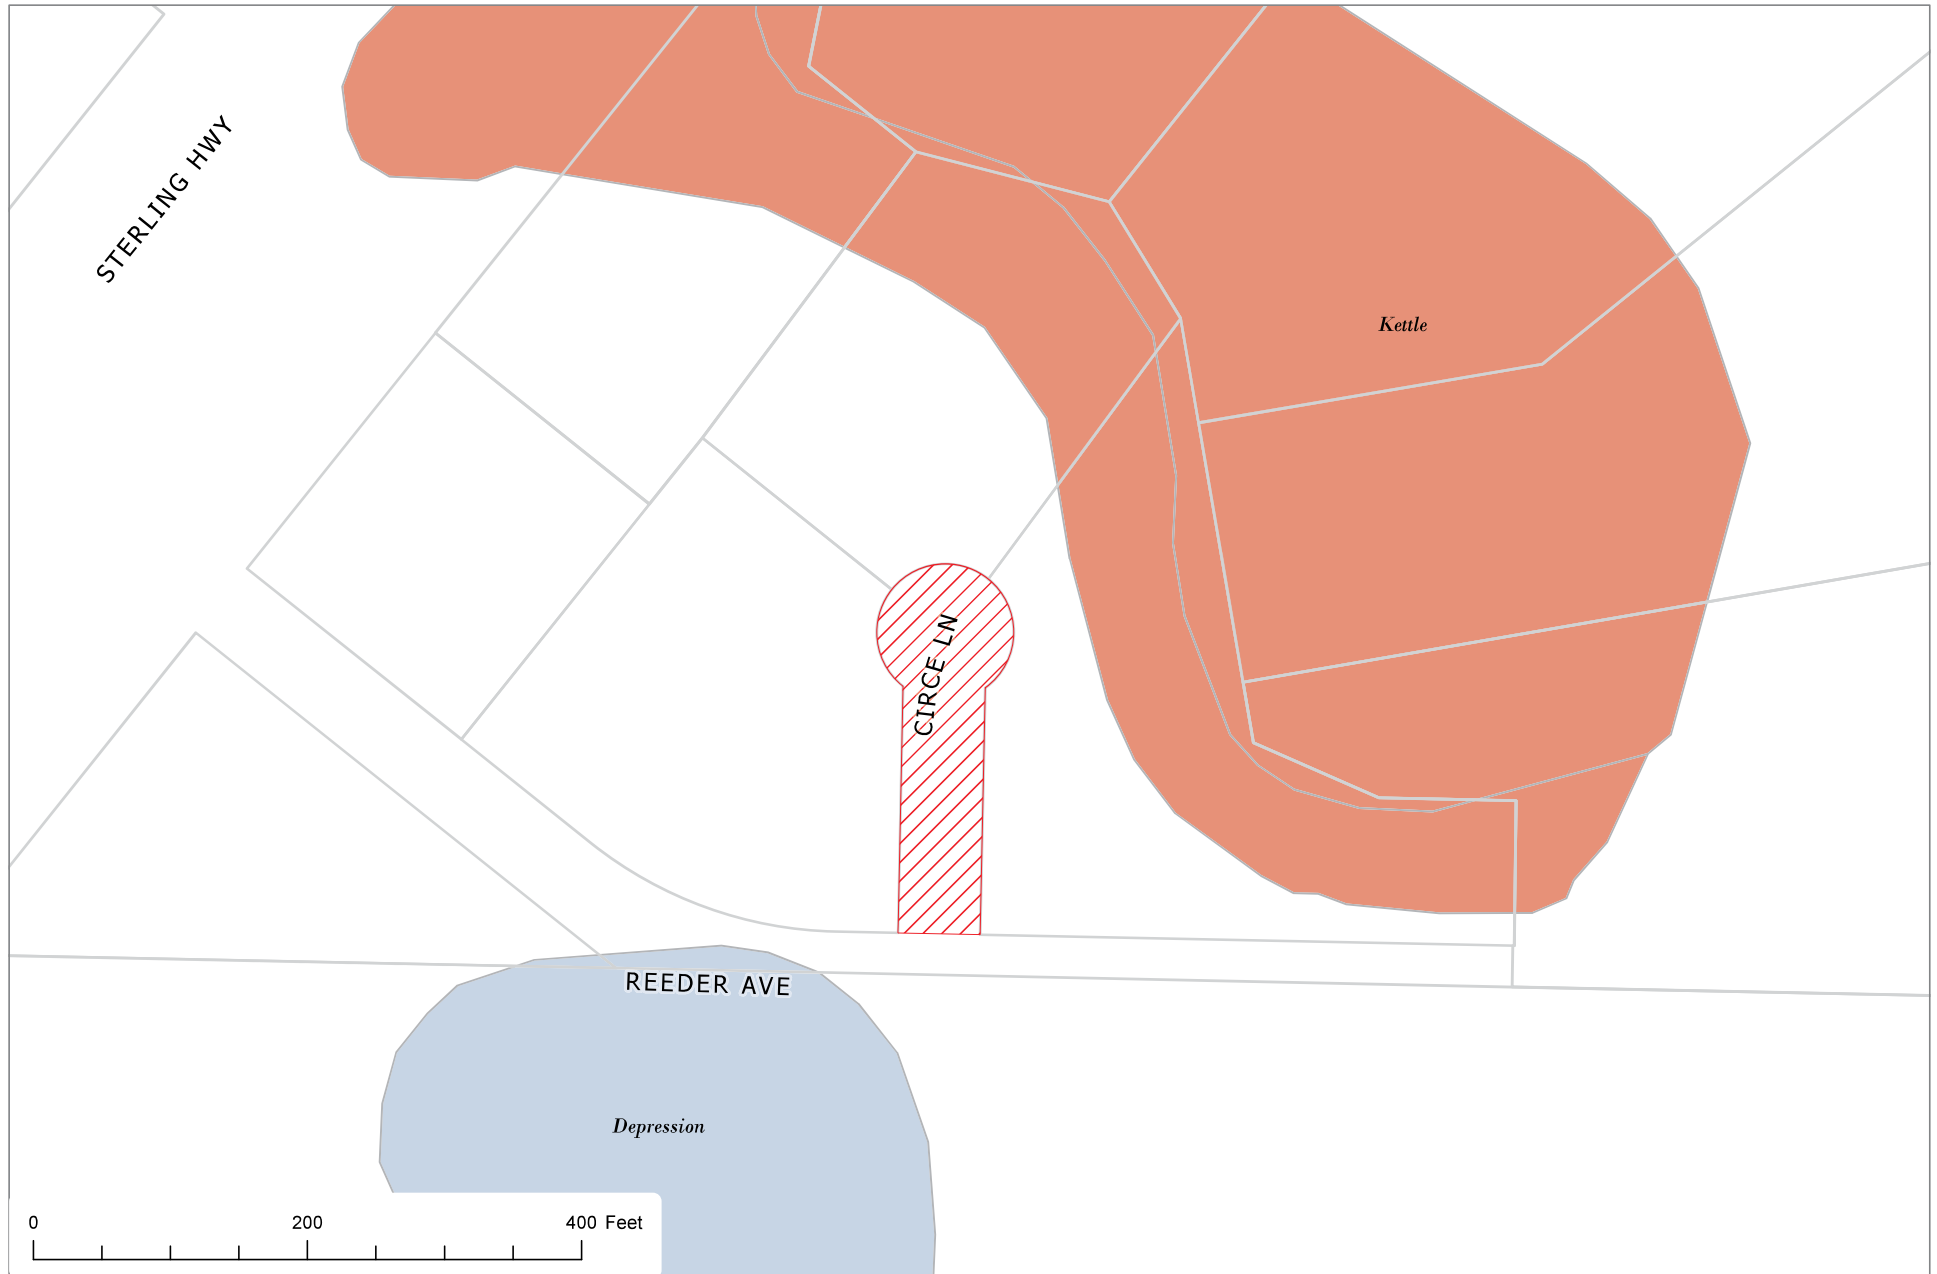 STERLING HWY
Kettle
CIRCE LN
REEDER AVE
Depression
0 200 400 Feet